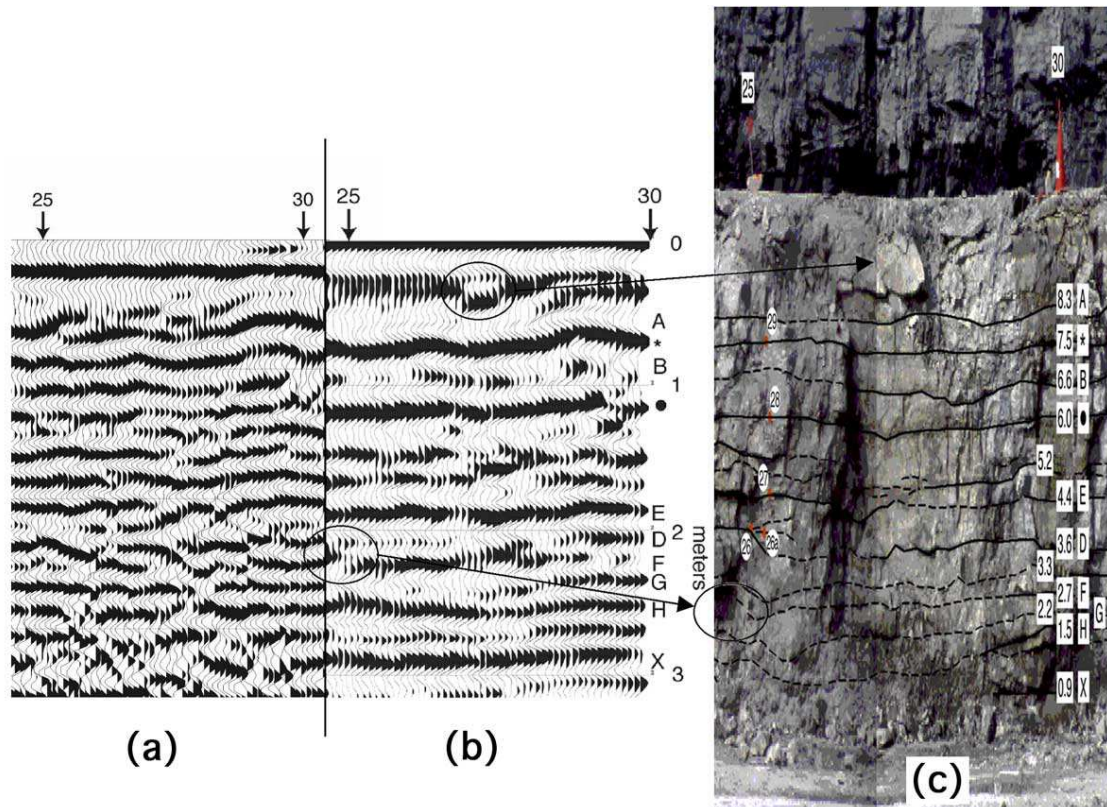 25
30
25
30
0
A
*
B
1
●
E
D 2
F
G
H
X
3
meters
(a)
(b)
25
30
8.3 A
29
7.5 *
6.6 B
28
6.0 ●
5.2
27
4.4 E
26
26a
3.6 D
3.3
2.7 F
2.2 G
1.5 H
0.9 X
(c)